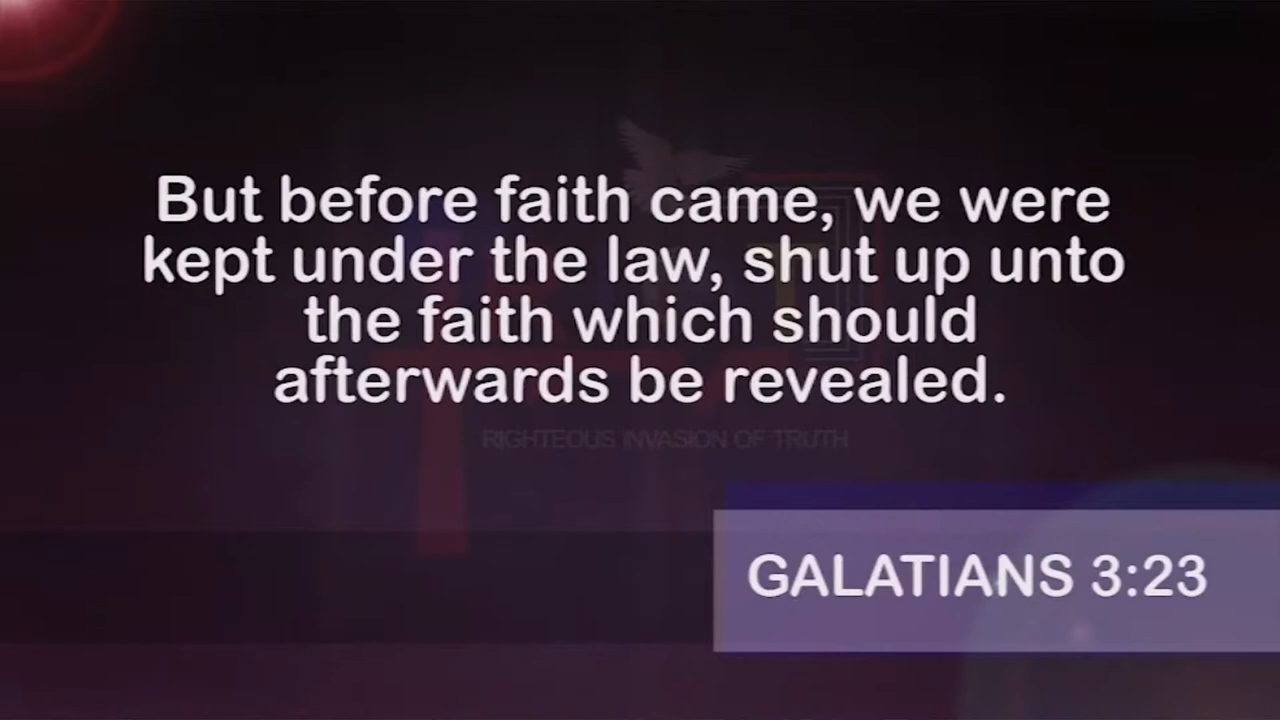 But before faith came, we were
kept under the law, shut up unto
the faith which should
afterwards be revealed.
RIGHTEOUS INVASION OF TRUTH
GALATIANS 3:23